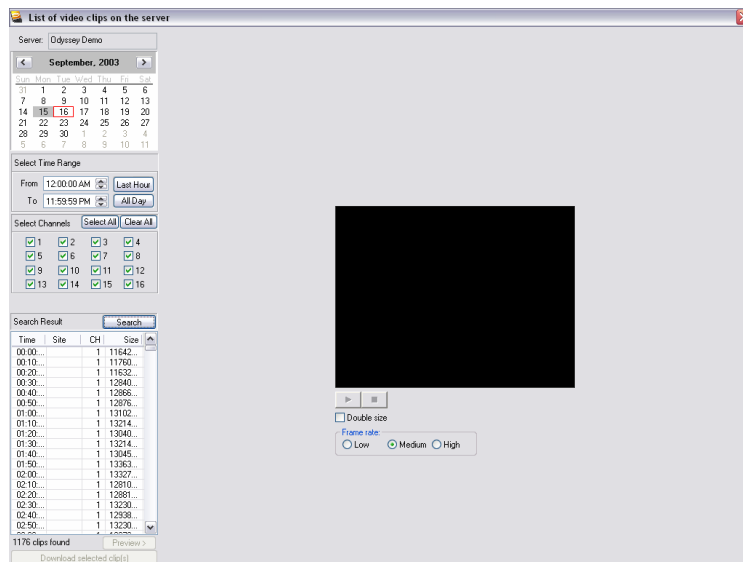 List of video clips on the server
Server: Odyssey Demo
< September, 2003 >
Sun Mon Tue Wed Thu Fri Sat
31 1 2 3 4 5 6
7 8 9 10 11 12 13
14 15 16 17 18 19 20
21 22 23 24 25 26 27
28 29 30 1 2 3 4
5 6 7 8 9 10 11
Select Time Range
From 12:00:00 AM Last Hour
To 11:59:59 PM All Day
Select Channels Select All Clear All
1 2 3 4
5 6 7 8
9 10 11 12
13 14 15 16
Search Result Search
Time Site CH Size
00:00:... 1 11642...
00:10:... 1 11760...
00:20:... 1 11632...
00:30:... 1 12840...
00:40:... 1 12866...
00:50:... 1 12876...
01:00:... 1 13102...
01:10:... 1 13214...
01:20:... 1 13040...
01:30:... 1 13214...
01:40:... 1 13045...
01:50:... 1 13363...
02:00:... 1 13327...
02:10:... 1 12810...
02:20:... 1 12881...
02:30:... 1 13230...
02:40:... 1 12938...
02:50:... 1 13230...
1176 clips found Preview >
Download selected clip(s)
Double size
Frame rate:
Low Medium High